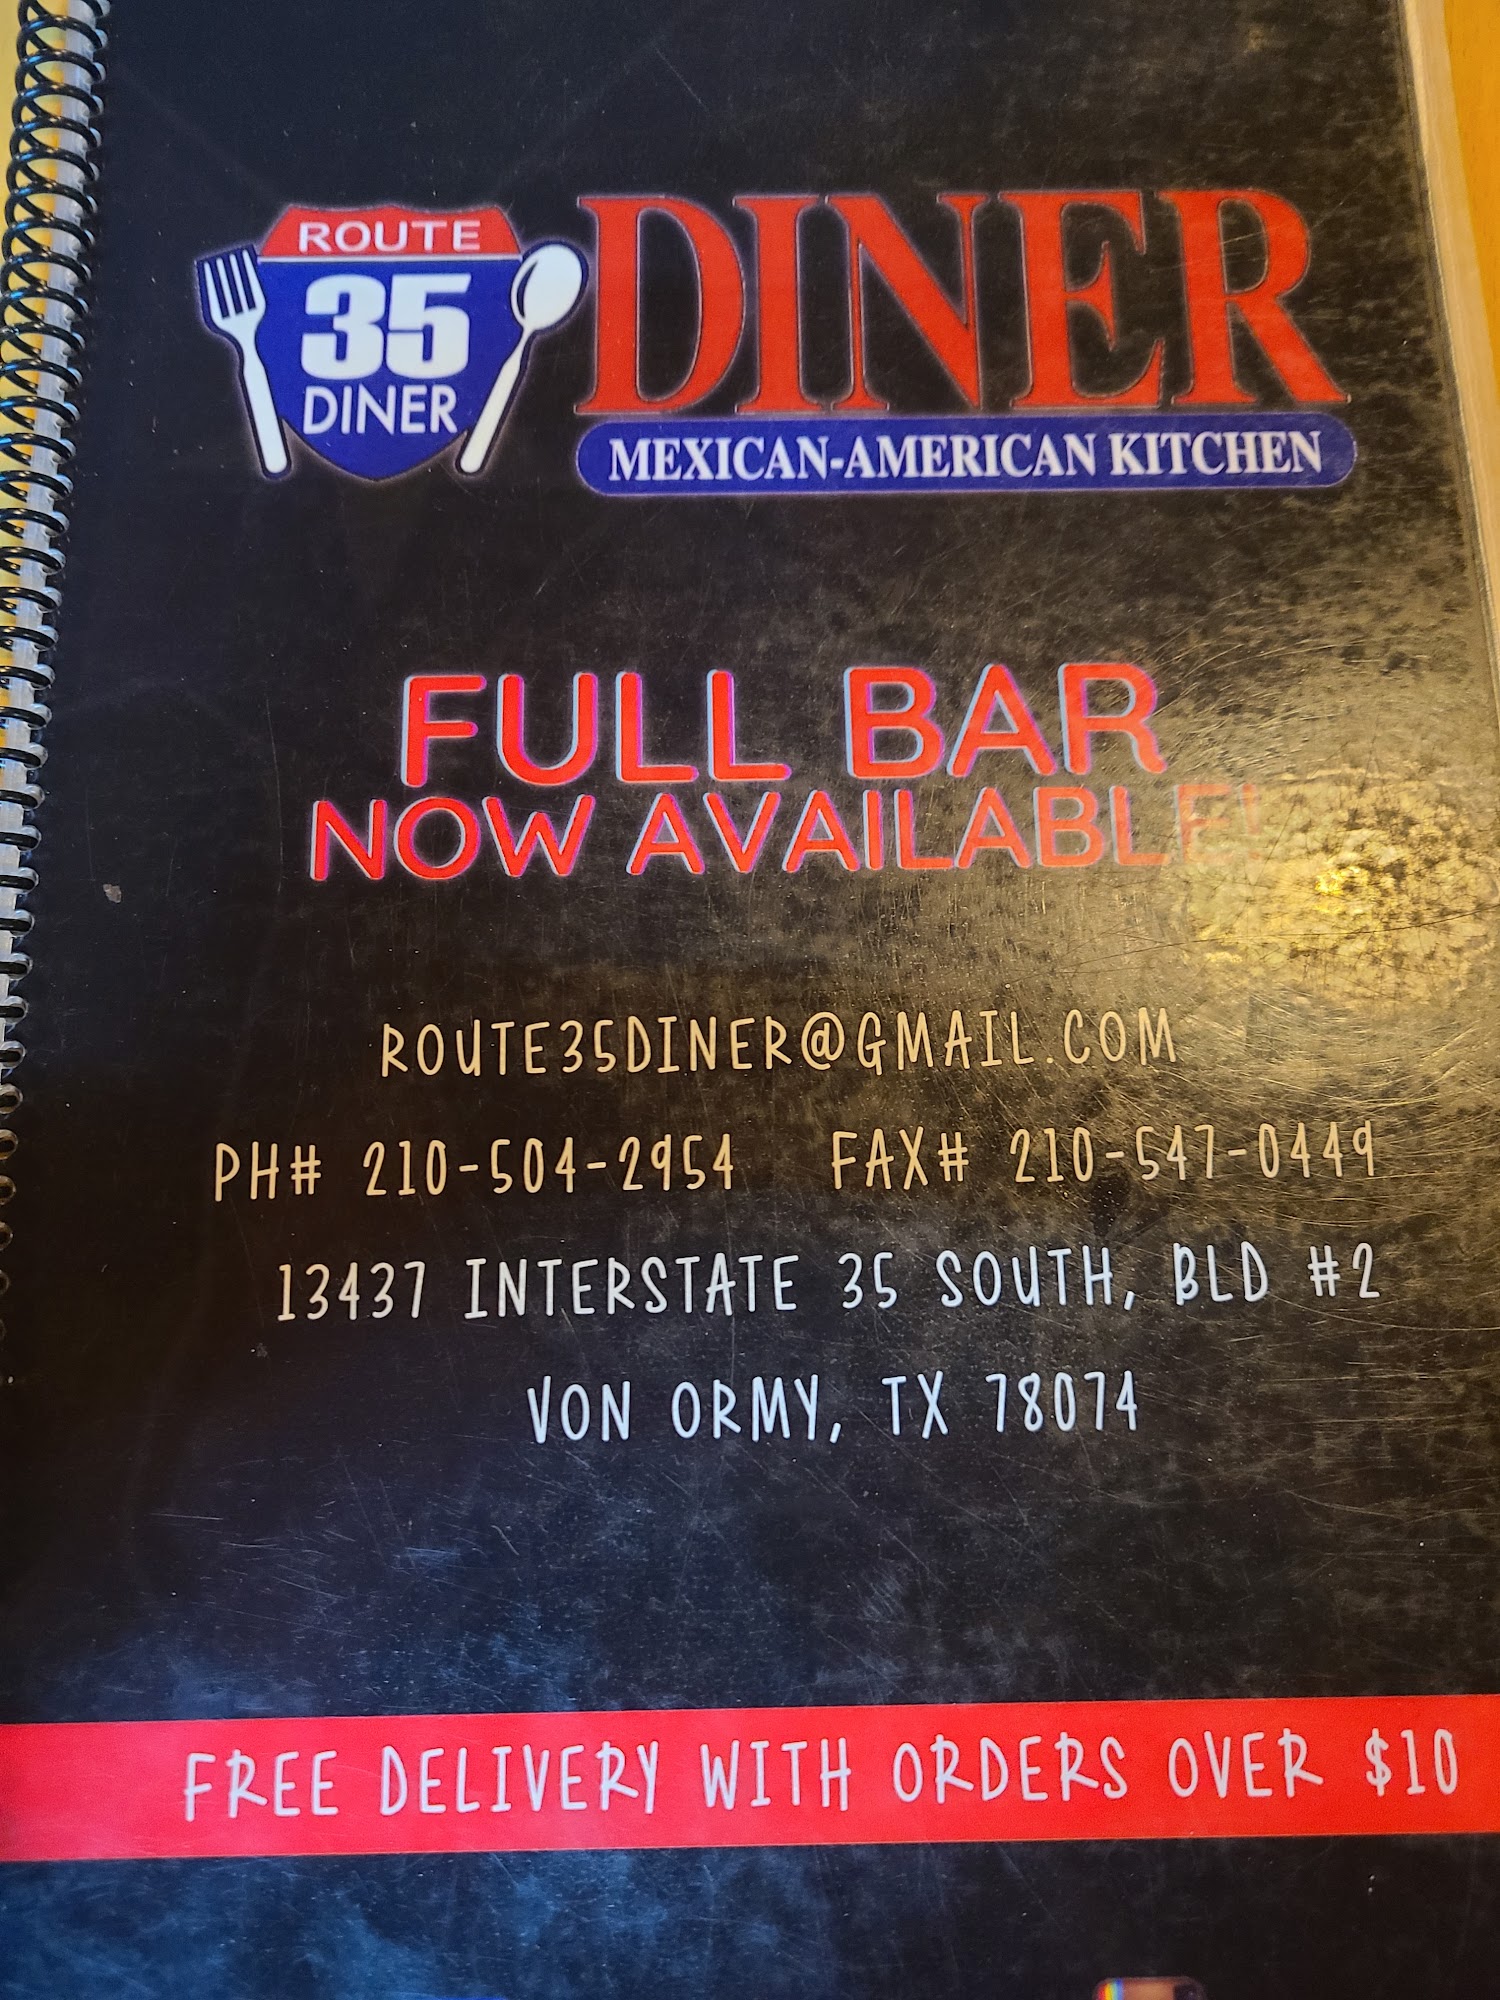 ROUTE
35
DINER
DINER
MEXICAN-AMERICAN KITCHEN
FULL BAR
NOW AVAILABLE!
ROUTE35DINER@GMAIL.COM
PH# 210-504-2954 FAX# 210-547-0449
13437 INTERSTATE 35 SOUTH, BLD #2
VON ORMY, TX 78074
FREE DELIVERY WITH ORDERS OVER $10